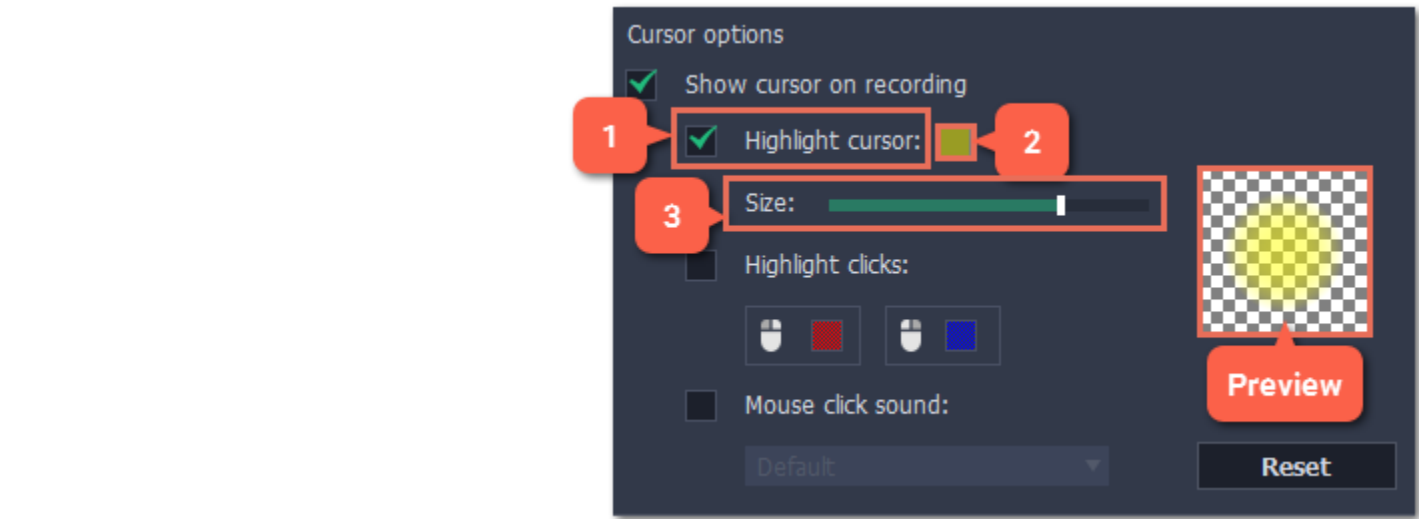 Cursor options
Show cursor on recording
1
Highlight cursor:
2
3
Size:
Highlight clicks:
Preview
Mouse click sound:
Default
Reset